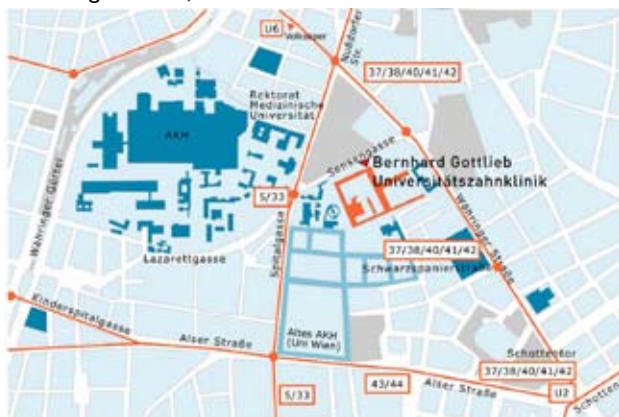 U6
Volksoper
Nußdorfer
Str.
37/38/40/41/42
Rektorat
Medizinische
Universität
AKH
Sensengasse
Bernhard Gottlieb
Universitätszahnklinik
5/33
Währinger Gürtel
Spitalgasse
Lazarettgasse
37/38/40/41/42
Schwarzspanierstraße
Währinger Straße
Kinderspitalgasse
Alser Straße
Altes AKH
(Uni Wien)
Schottentor
37/38/40/41/42
43/44
Alser Straße
U2
5/33